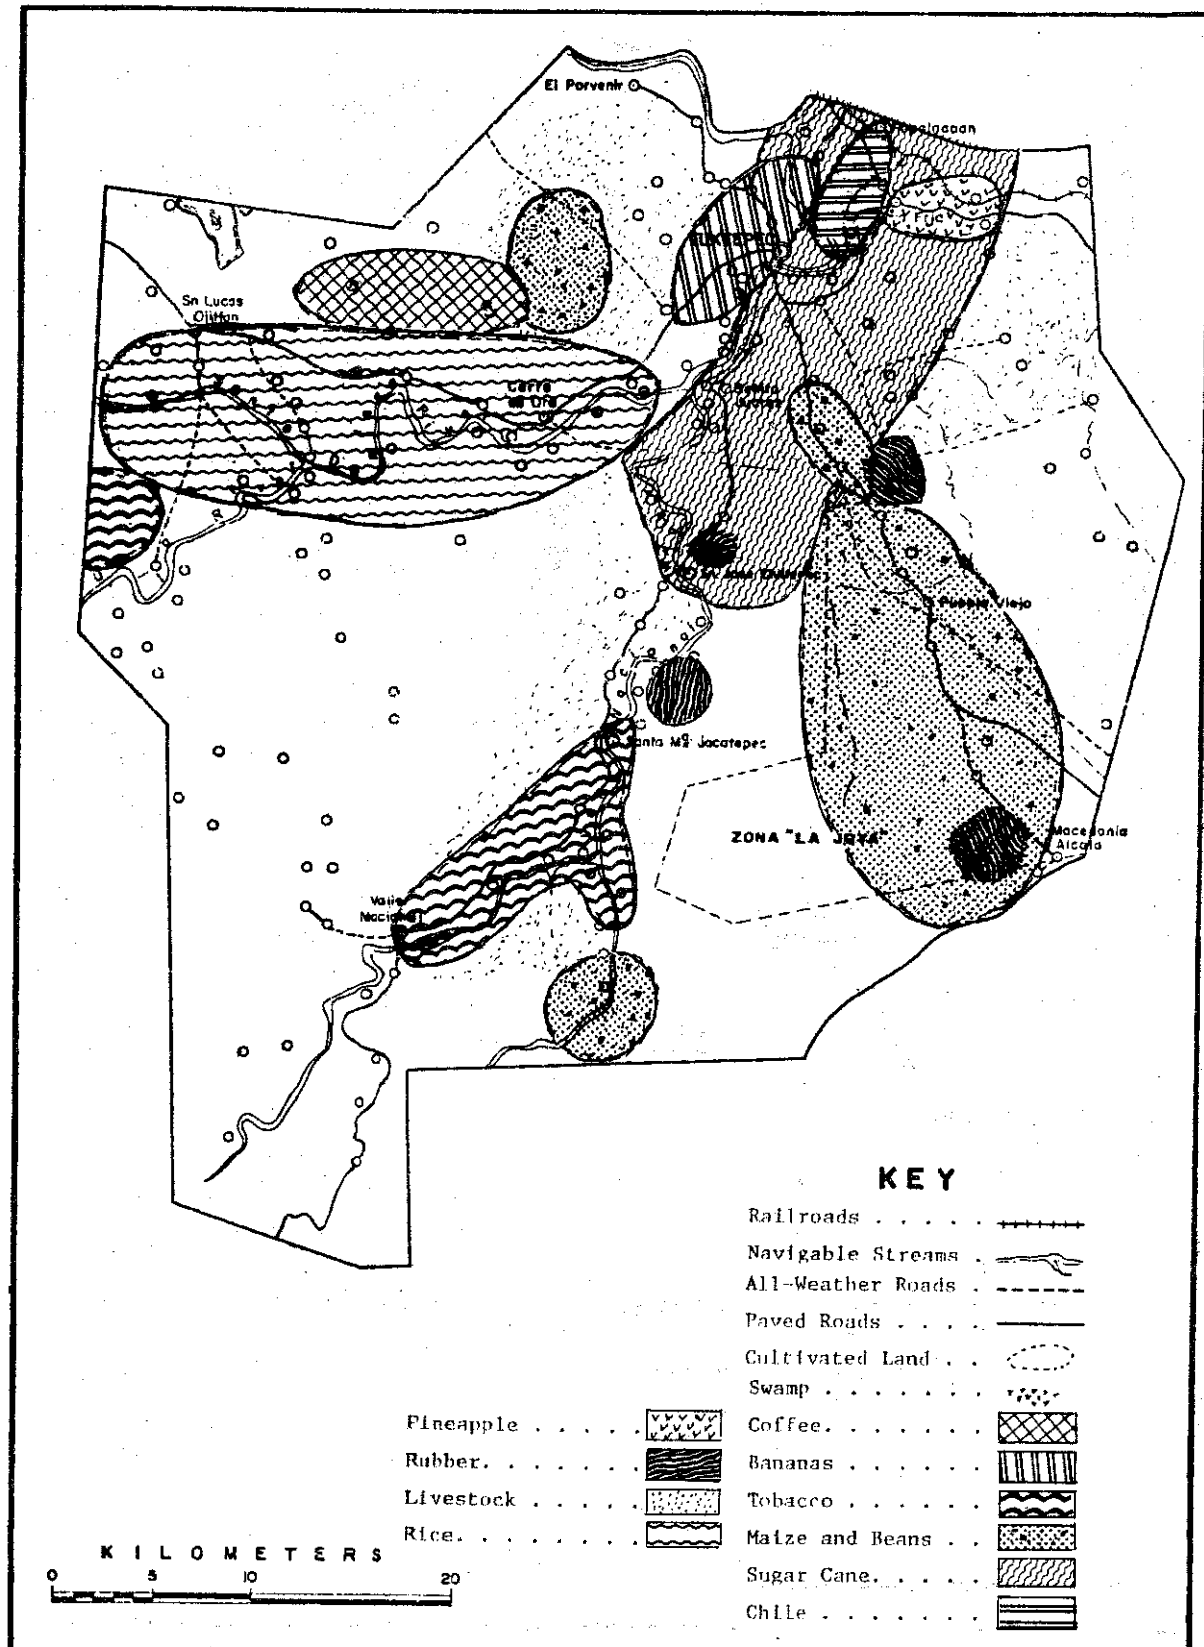 El Porvenir
TUXTEPEC
Sn Lucas
Ojitlan
Cerro
de Oro
Pueblo Viejo
Santa Mª Jacatepec
ZONA "LA JOYA"
Macedonia
Alcala
Valle
Nacional
KEY
Railroads . . . . .
Navigable Streams .
All-Weather Roads .
Paved Roads . . . .
Cultivated Land . .
Swamp . . . . . . .
Pineapple . . . . .
Coffee. . . . . . .
Rubber. . . . . . .
Bananas . . . . . .
Livestock . . . . .
Tobacco . . . . . .
Rice. . . . . . . .
Maize and Beans . .
Sugar Cane. . . . .
Chile . . . . . . .
KILOMETERS
0 5 10 20